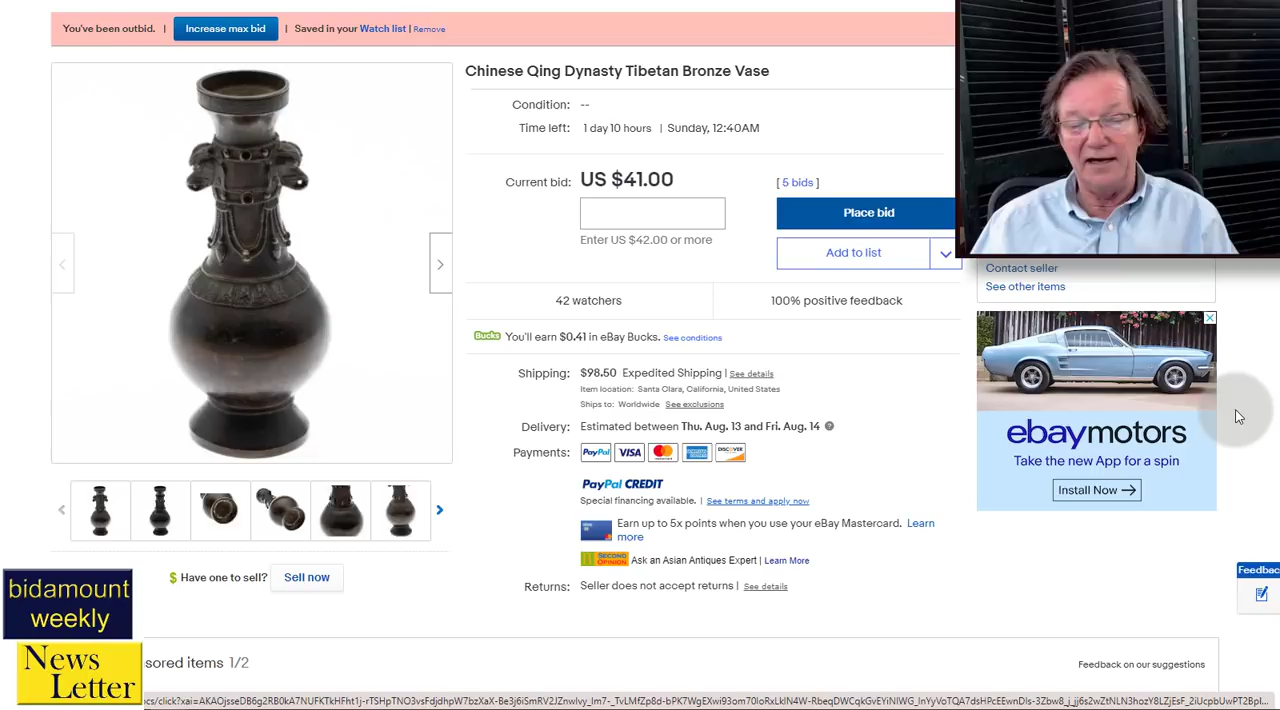 You've been outbid. | Increase max bid | Saved in your Watch list | Remove
Chinese Qing Dynasty Tibetan Bronze Vase
Condition: --
Time left: 1 day 10 hours | Sunday, 12:40AM
Current bid: US $41.00 [ 5 bids ]
Place bid
Enter US $42.00 or more
Add to list
42 watchers 100% positive feedback
Bucks You'll earn $0.41 in eBay Bucks. See conditions
Shipping: $98.50 Expedited Shipping | See details
Item location: Santa Clara, California, United States
Ships to: Worldwide See exclusions
Delivery: Estimated between Thu. Aug. 13 and Fri. Aug. 14
Payments: PayPal VISA MasterCard DISCOVER
PayPal CREDIT
Special financing available. | See terms and apply now
Earn up to 5x points when you use your eBay Mastercard. Learn
more
SECOND OPINION Ask an Asian Antiques Expert | Learn More
Returns: Seller does not accept returns | See details
Contact seller
See other items
ebaymotors
Take the new App for a spin
Install Now
$ Have one to sell? Sell now
Feedbac
bidamount
weekly
News
Letter
sored items 1/2
Feedback on our suggestions